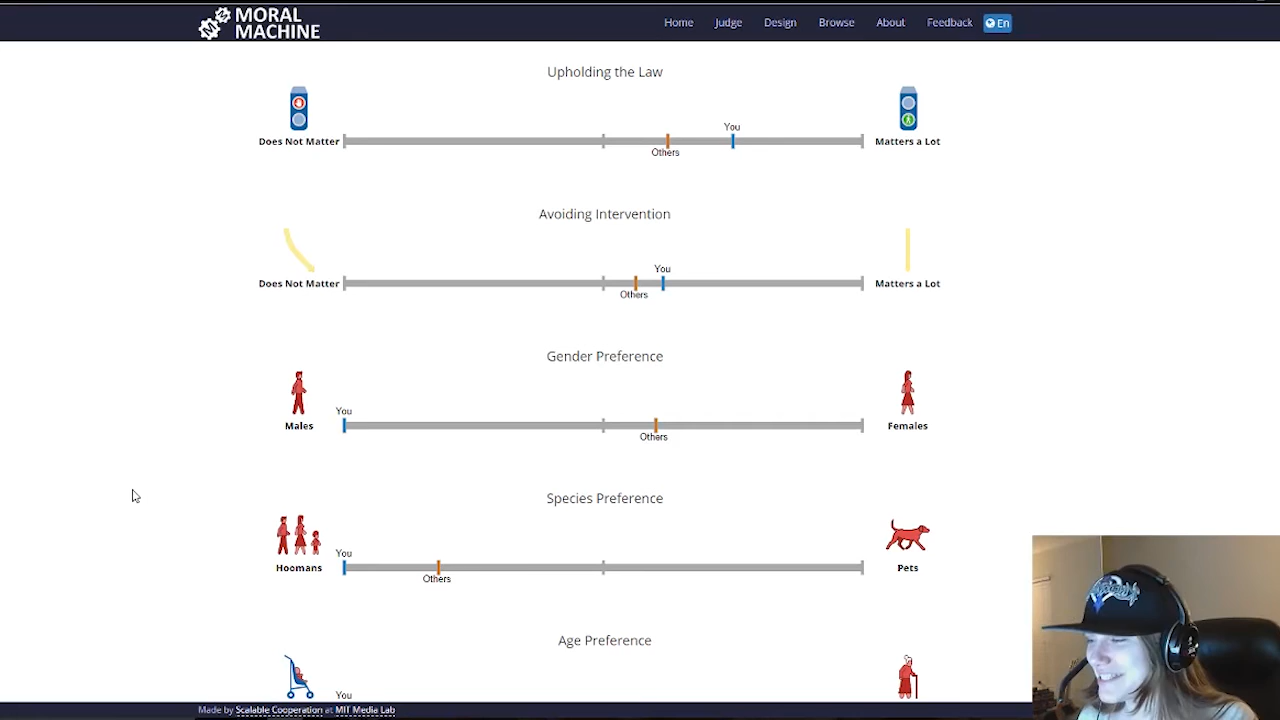 MORAL
MACHINE
Home Judge Design Browse About Feedback En
Upholding the Law
You
Does Not Matter Matters a Lot
Others
Avoiding Intervention
You
Does Not Matter Matters a Lot
Others
Gender Preference
You
Males Females
Others
Species Preference
You
Hoomans Pets
Others
Age Preference
You
Made by Scalable Cooperation at MIT Media Lab